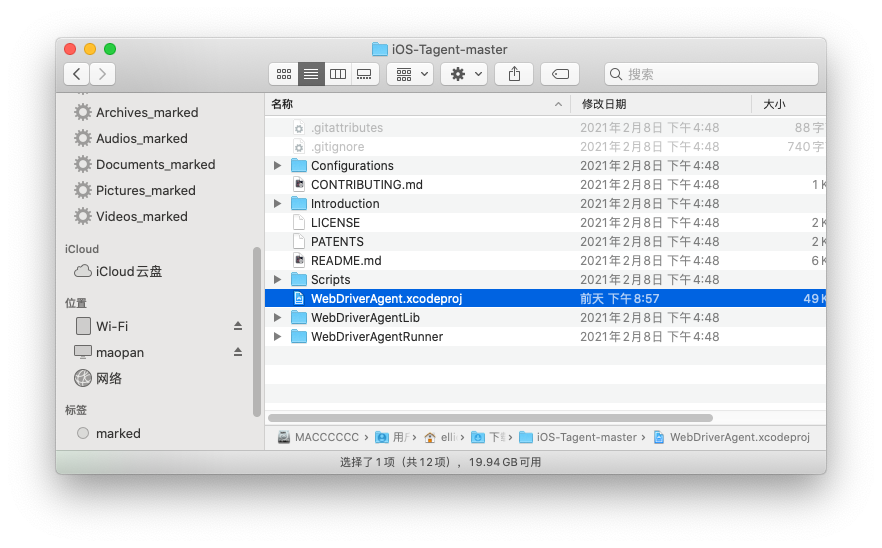 iOS-Tagent-master
搜索
Archives_marked
Audios_marked
Documents_marked
Pictures_marked
Videos_marked
iCloud
iCloud云盘
位置
Wi-Fi
maopan
网络
标签
marked
名称 修改日期 大小
.gitattributes 2021年2月8日 下午4:48 88字
.gitignore 2021年2月8日 下午4:48 740字
Configurations 2021年2月8日 下午4:48
CONTRIBUTING.md 2021年2月8日 下午4:48 1
Introduction 2021年2月8日 下午4:48
LICENSE 2021年2月8日 下午4:48 2
PATENTS 2021年2月8日 下午4:48 2
README.md 2021年2月8日 下午4:48 6
Scripts 2021年2月8日 下午4:48
WebDriverAgent.xcodeproj 前天 下午8:57 49
WebDriverAgentLib 2021年2月8日 下午4:48
WebDriverAgentRunner 2021年2月8日 下午4:48
MACCCCCC › 用 › elli › 下 › iOS-Tagent-master › WebDriverAgent.xcodeproj
选择了1项（共12项），19.94 GB可用